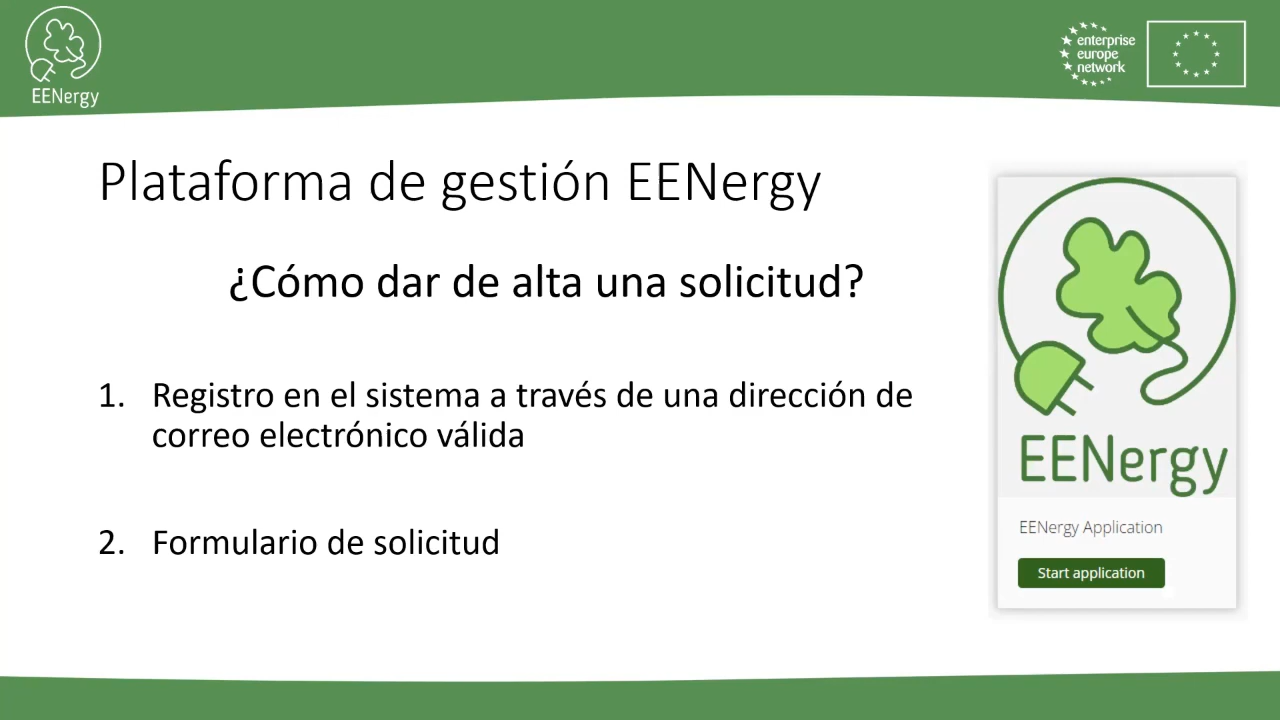 EENergy
enterprise
europe
network
Plataforma de gestión EENergy
¿Cómo dar de alta una solicitud?
1. Registro en el sistema a través de una dirección de
correo electrónico válida
2. Formulario de solicitud
EENergy
EENergy Application
Start application